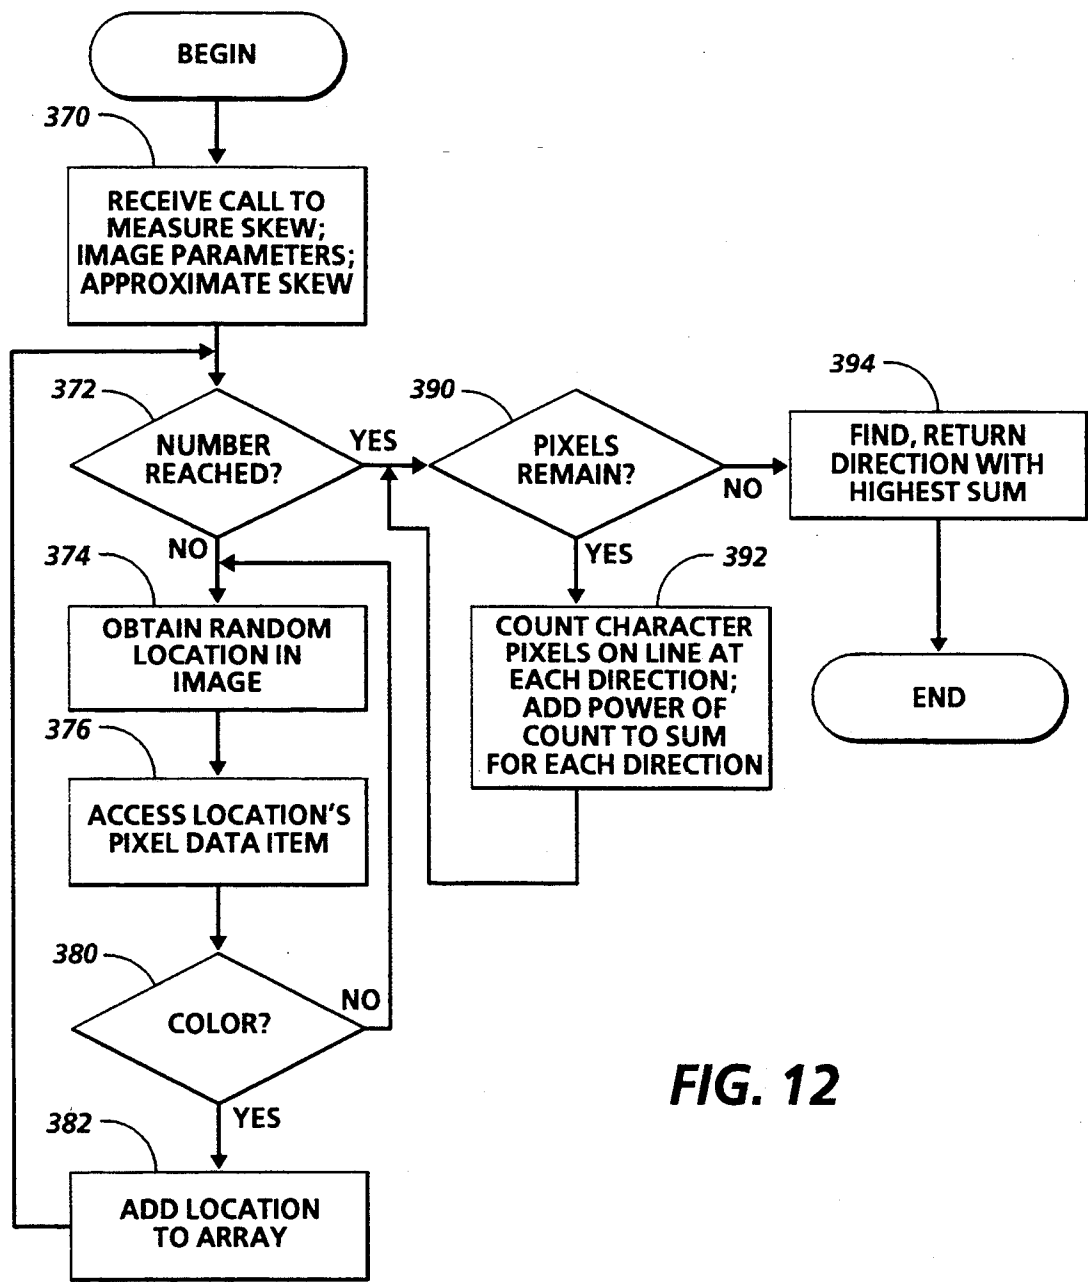 BEGIN
370
RECEIVE CALL TO
MEASURE SKEW;
IMAGE PARAMETERS;
APPROXIMATE SKEW
372
NUMBER
REACHED?
YES
NO
374
OBTAIN RANDOM
LOCATION IN
IMAGE
376
ACCESS LOCATION'S
PIXEL DATA ITEM
380
COLOR?
NO
YES
382
ADD LOCATION
TO ARRAY
390
PIXELS
REMAIN?
NO
YES
392
COUNT CHARACTER
PIXELS ON LINE AT
EACH DIRECTION;
ADD POWER OF
COUNT TO SUM
FOR EACH DIRECTION
394
FIND, RETURN
DIRECTION WITH
HIGHEST SUM
END
FIG. 12